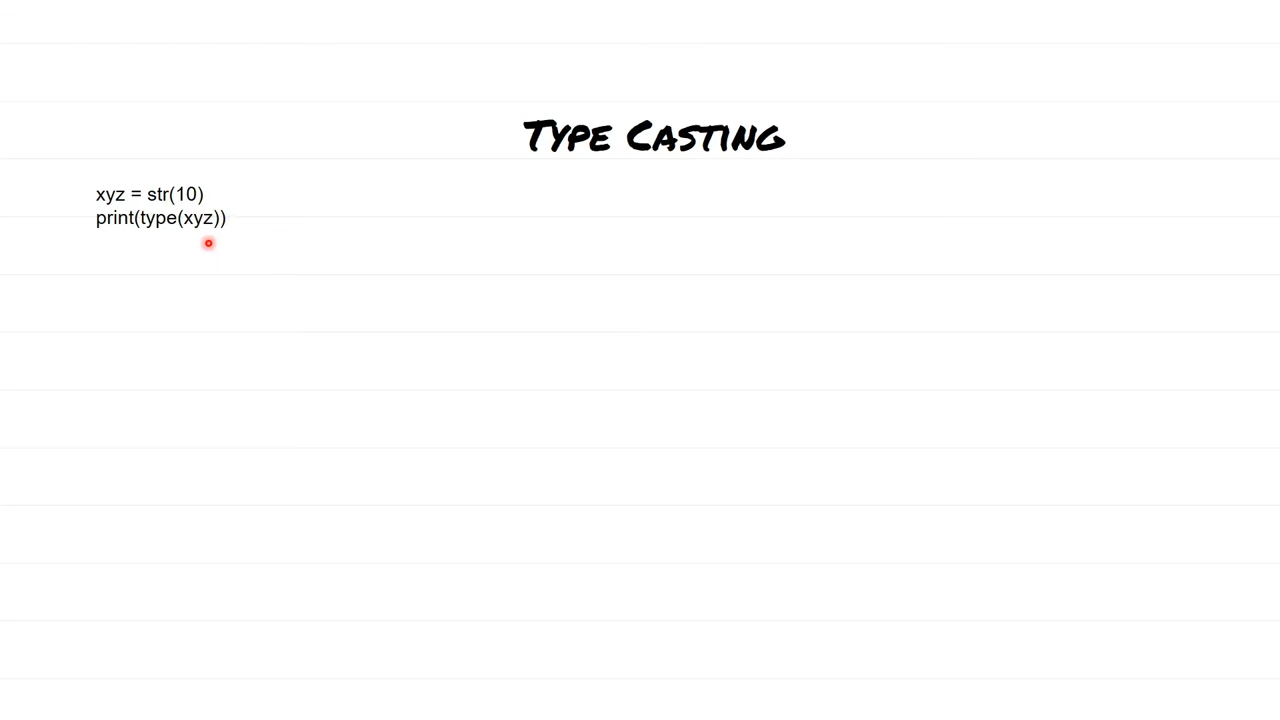 Type Casting
xyz = str(10)
print(type(xyz))